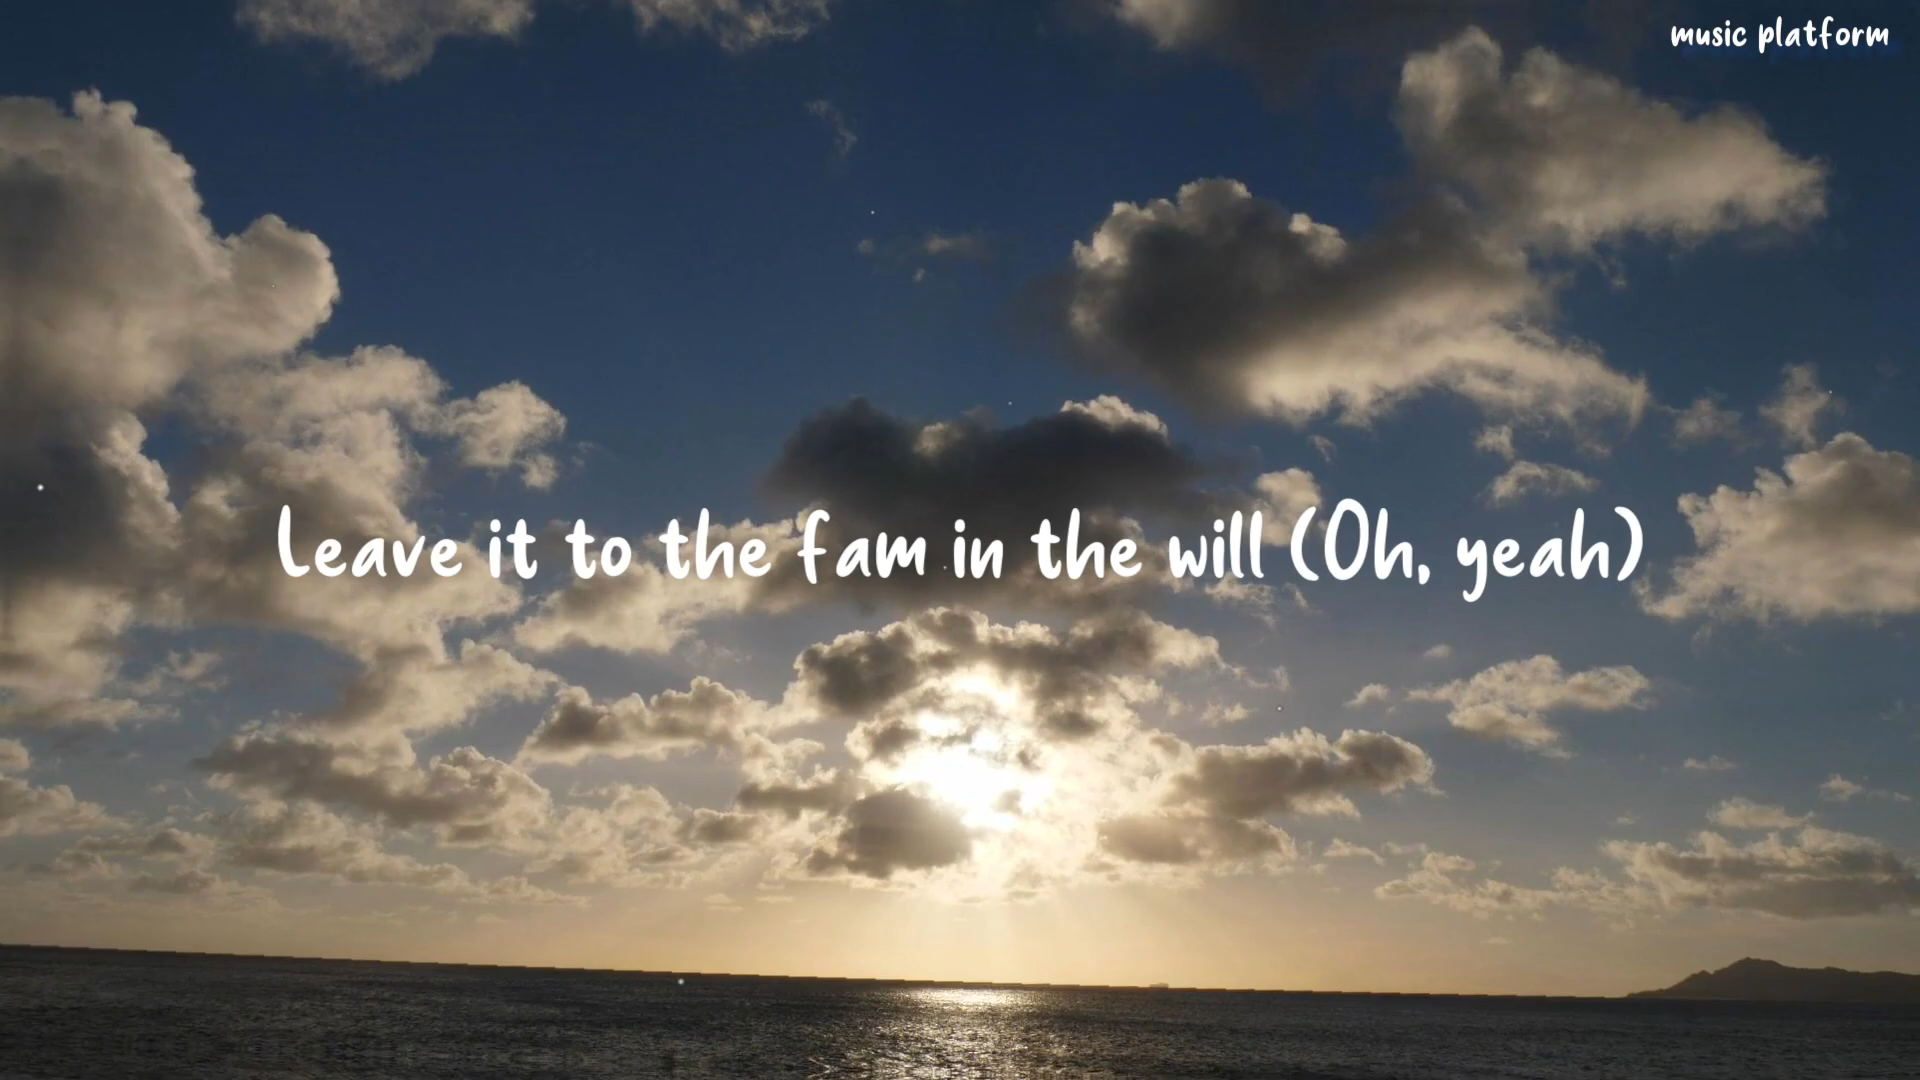 music platform
Leave it to the fam in the will (Oh, yeah)